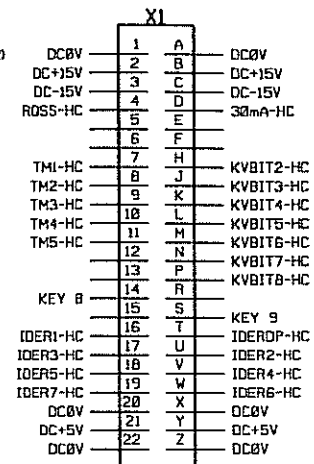 X1
DC0V 1 A DC0V
DC+15V 2 B DC+15V
DC-15V 3 C DC-15V
ROSS-HC 4 D 30mA-HC
5 E
6 F
TM1-HC 7 H KVBIT2-HC
TM2-HC 8 J KVBIT3-HC
TM3-HC 9 K KVBIT4-HC
TM4-HC 10 L KVBIT5-HC
TM5-HC 11 M KVBIT6-HC
12 N KVBIT7-HC
13 P KVBIT8-HC
KEY 8 14 R
15 S KEY 9
IDER1-HC 16 T IDERDP-HC
IDER3-HC 17 U IDER2-HC
IDER5-HC 18 V IDER4-HC
IDER7-HC 19 W IDER6-HC
DC0V 20 X DC0V
DC+5V 21 Y DC+5V
DC0V 22 Z DC0V